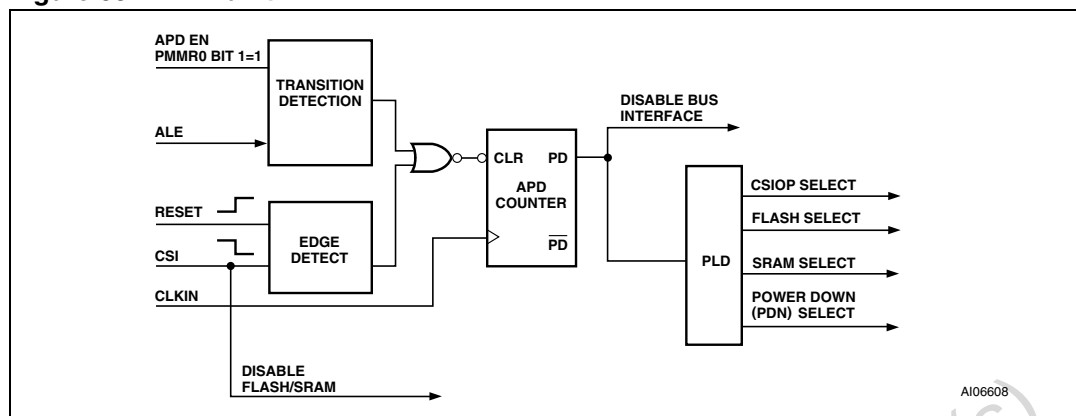 APD EN
PMMR0 BIT 1=1
TRANSITION
DETECTION
ALE
RESET
EDGE
DETECT
CSI
CLKIN
DISABLE
FLASH/SRAM
CLR
PD
APD
COUNTER
PD
DISABLE BUS
INTERFACE
PLD
CSIOP SELECT
FLASH SELECT
SRAM SELECT
POWER DOWN
(PDN) SELECT
AI06608